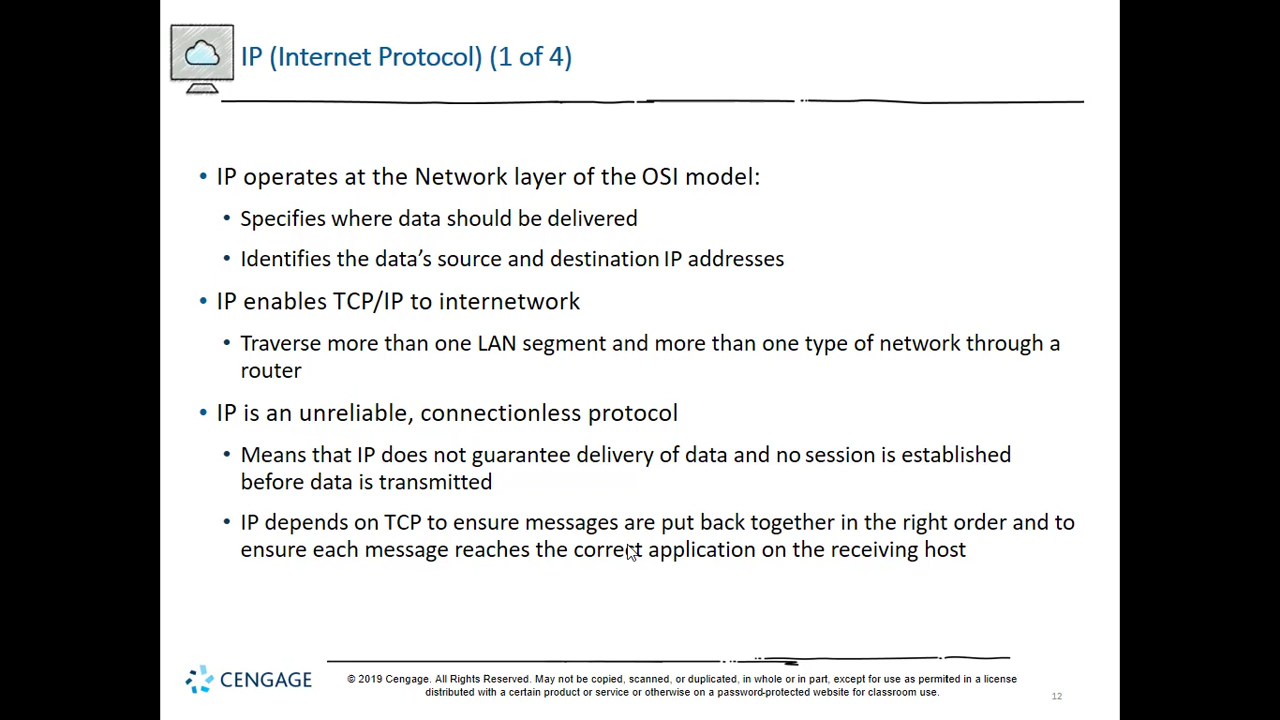 IP (Internet Protocol) (1 of 4)
• IP operates at the Network layer of the OSI model:
• Specifies where data should be delivered
• Identifies the data’s source and destination IP addresses
• IP enables TCP/IP to internetwork
• Traverse more than one LAN segment and more than one type of network through a
router
• IP is an unreliable, connectionless protocol
• Means that IP does not guarantee delivery of data and no session is established
before data is transmitted
• IP depends on TCP to ensure messages are put back together in the right order and to
ensure each message reaches the correct application on the receiving host
CENGAGE
© 2019 Cengage. All Rights Reserved. May not be copied, scanned, or duplicated, in whole or in part, except for use as permitted in a license
distributed with a certain product or service or otherwise on a password-protected website for classroom use.
12